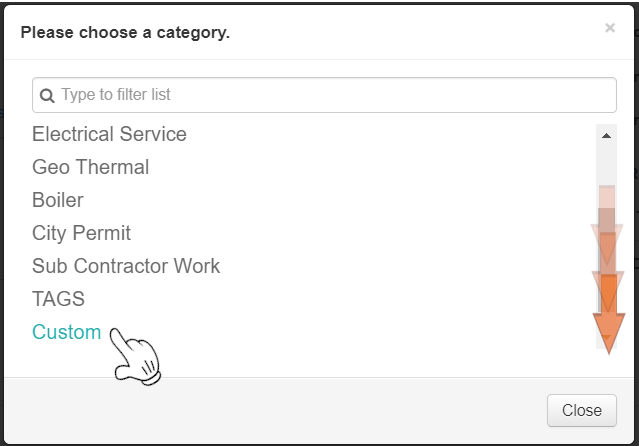 Please choose a category.
×
Type to filter list
Electrical Service
Geo Thermal
Boiler
City Permit
Sub Contractor Work
TAGS
Custom
Close